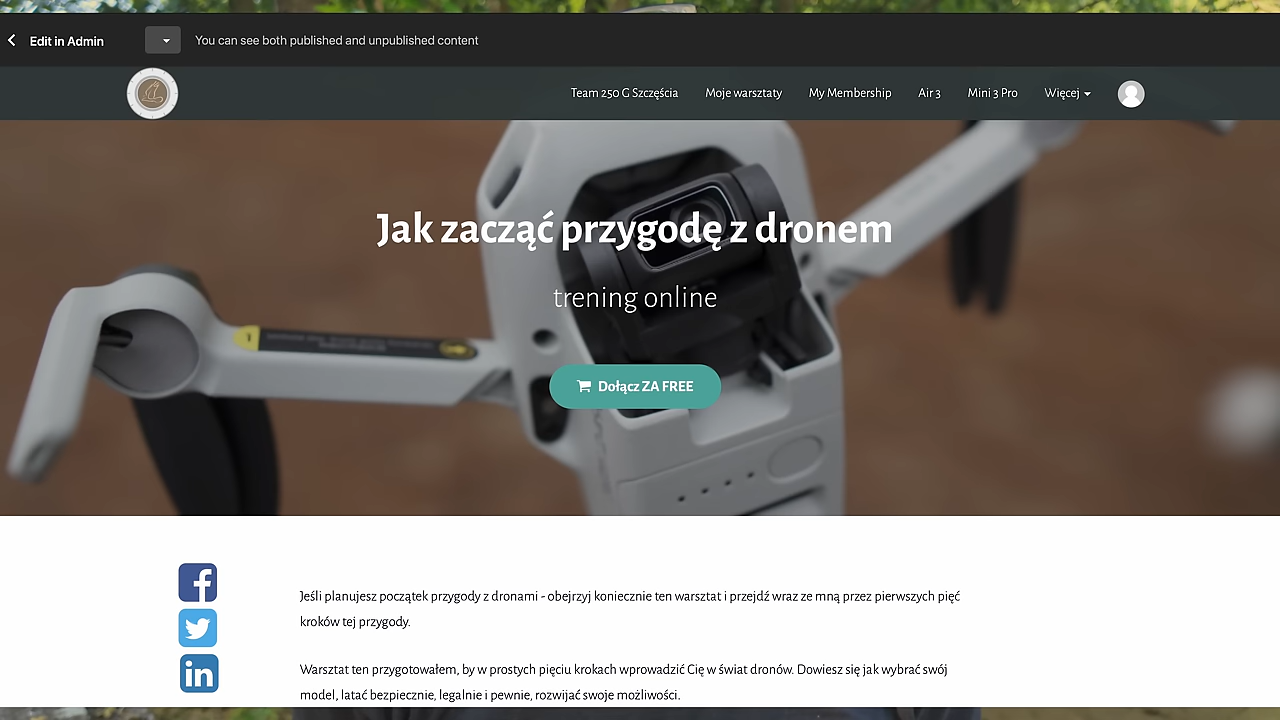 Edit in Admin
You can see both published and unpublished content
Team 250 G Szczęścia
Moje warsztaty
My Membership
Air 3
Mini 3 Pro
Więcej
Jak zacząć przygodę z dronem
trening online
Dołącz ZA FREE
Jeśli planujesz początek przygody z dronami - obejrzyj koniecznie ten warsztat i przejdź wraz ze mną przez pierwszych pięć
kroków tej przygody.
Warsztat ten przygotowałem, by w prostych pięciu krokach wprowadzić Cię w świat dronów. Dowiesz się jak wybrać swój
model, latać bezpiecznie, legalnie i pewnie, rozwijać swoje możliwości.